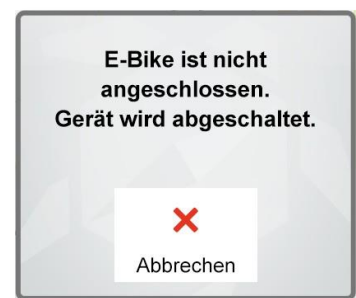 E-Bike ist nicht
angeschlossen.
Gerät wird abgeschaltet.
Abbrechen